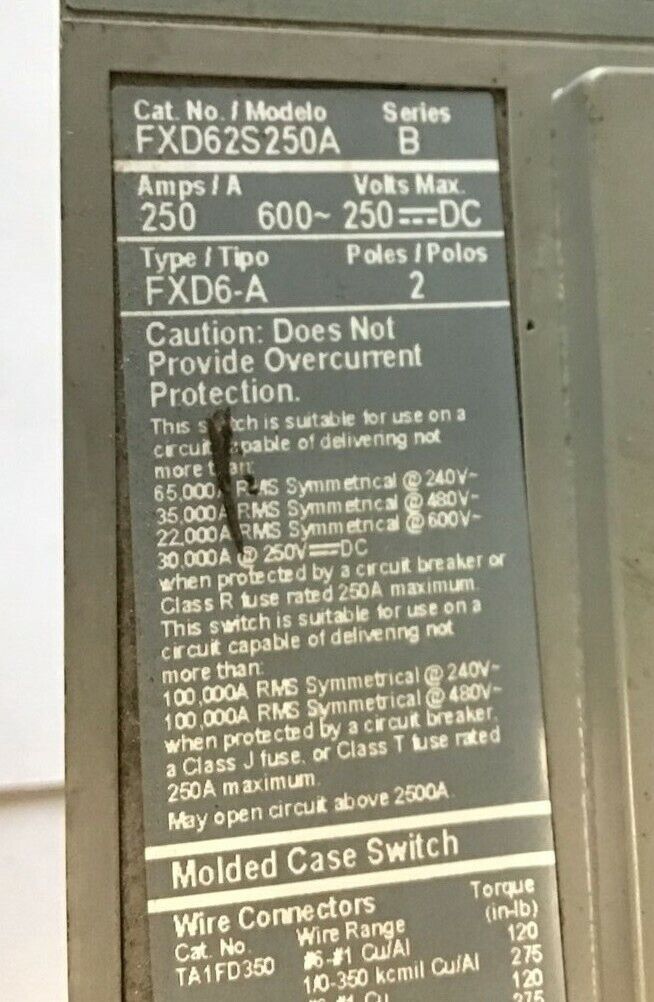 Cat. No. / Modelo Series
FXD62S250A B
Amps / A Volts Max.
250 600~ 250⎓DC
Type / Tipo Poles / Polos
FXD6-A 2
Caution: Does Not
Provide Overcurrent
Protection.
This switch is suitable for use on a
circuit capable of delivering not
more than:
65,000A RMS Symmetrical @ 240V~
35,000A RMS Symmetrical @ 480V~
22,000A RMS Symmetrical @ 600V~
30,000A @ 250V⎓DC
when protected by a circuit breaker or
Class R fuse rated 250A maximum.
This switch is suitable for use on a
circuit capable of delivering not
more than:
100,000A RMS Symmetrical @ 240V~
100,000A RMS Symmetrical @ 480V~
when protected by a circuit breaker,
a Class J fuse, or Class T fuse rated
250A maximum.
May open circuit above 2500A.
Molded Case Switch
Wire Connectors Torque
Cat. No. Wire Range (in-lb)
TA1FD350 #6-#1 Cu/Al 120
1/0-350 kcmil Cu/Al 275
#6-#1 Cu 120
275